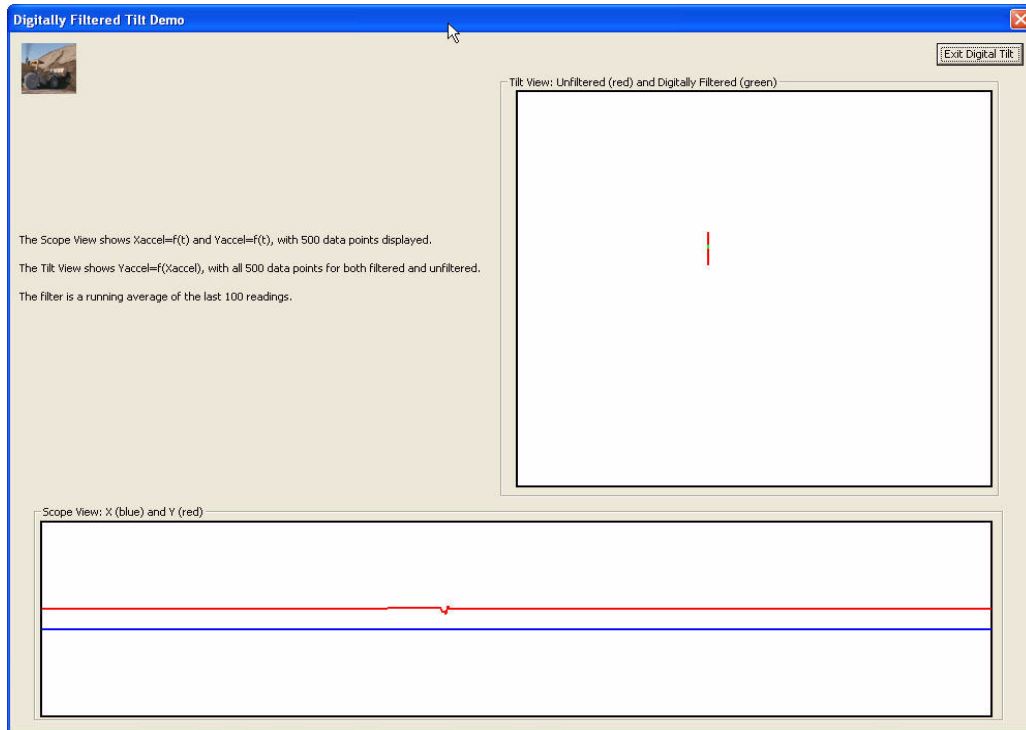 Digitally Filtered Tilt Demo
Exit Digital Tilt
Tilt View: Unfiltered (red) and Digitally Filtered (green)
The Scope View shows Xaccel=f(t) and Yaccel=f(t), with 500 data points displayed.
The Tilt View shows Yaccel=f(Xaccel), with all 500 data points for both filtered and unfiltered.
The filter is a running average of the last 100 readings.
Scope View: X (blue) and Y (red)